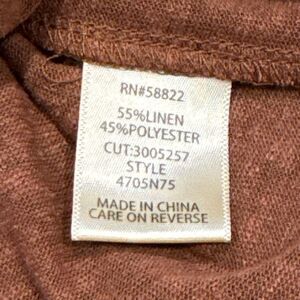 RN#58822
55%LINEN
45%POLYESTER
CUT:3005257
STYLE
4705N75
MADE IN CHINA
CARE ON REVERSE